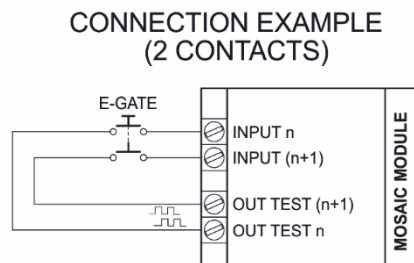 CONNECTION EXAMPLE
(2 CONTACTS)
E-GATE
INPUT n
INPUT (n+1)
OUT TEST (n+1)
OUT TEST n
MOSAIC MODULE